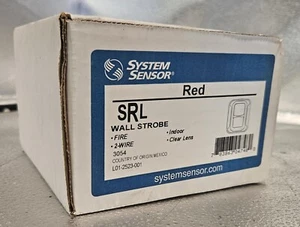 SYSTEM
SENSOR®
Red
SRL
WALL STROBE
• FIRE • Indoor
• 2-WIRE • Clear Lens
3054
COUNTRY OF ORIGIN: MEXICO
L01-2523-001
systemsensor.com